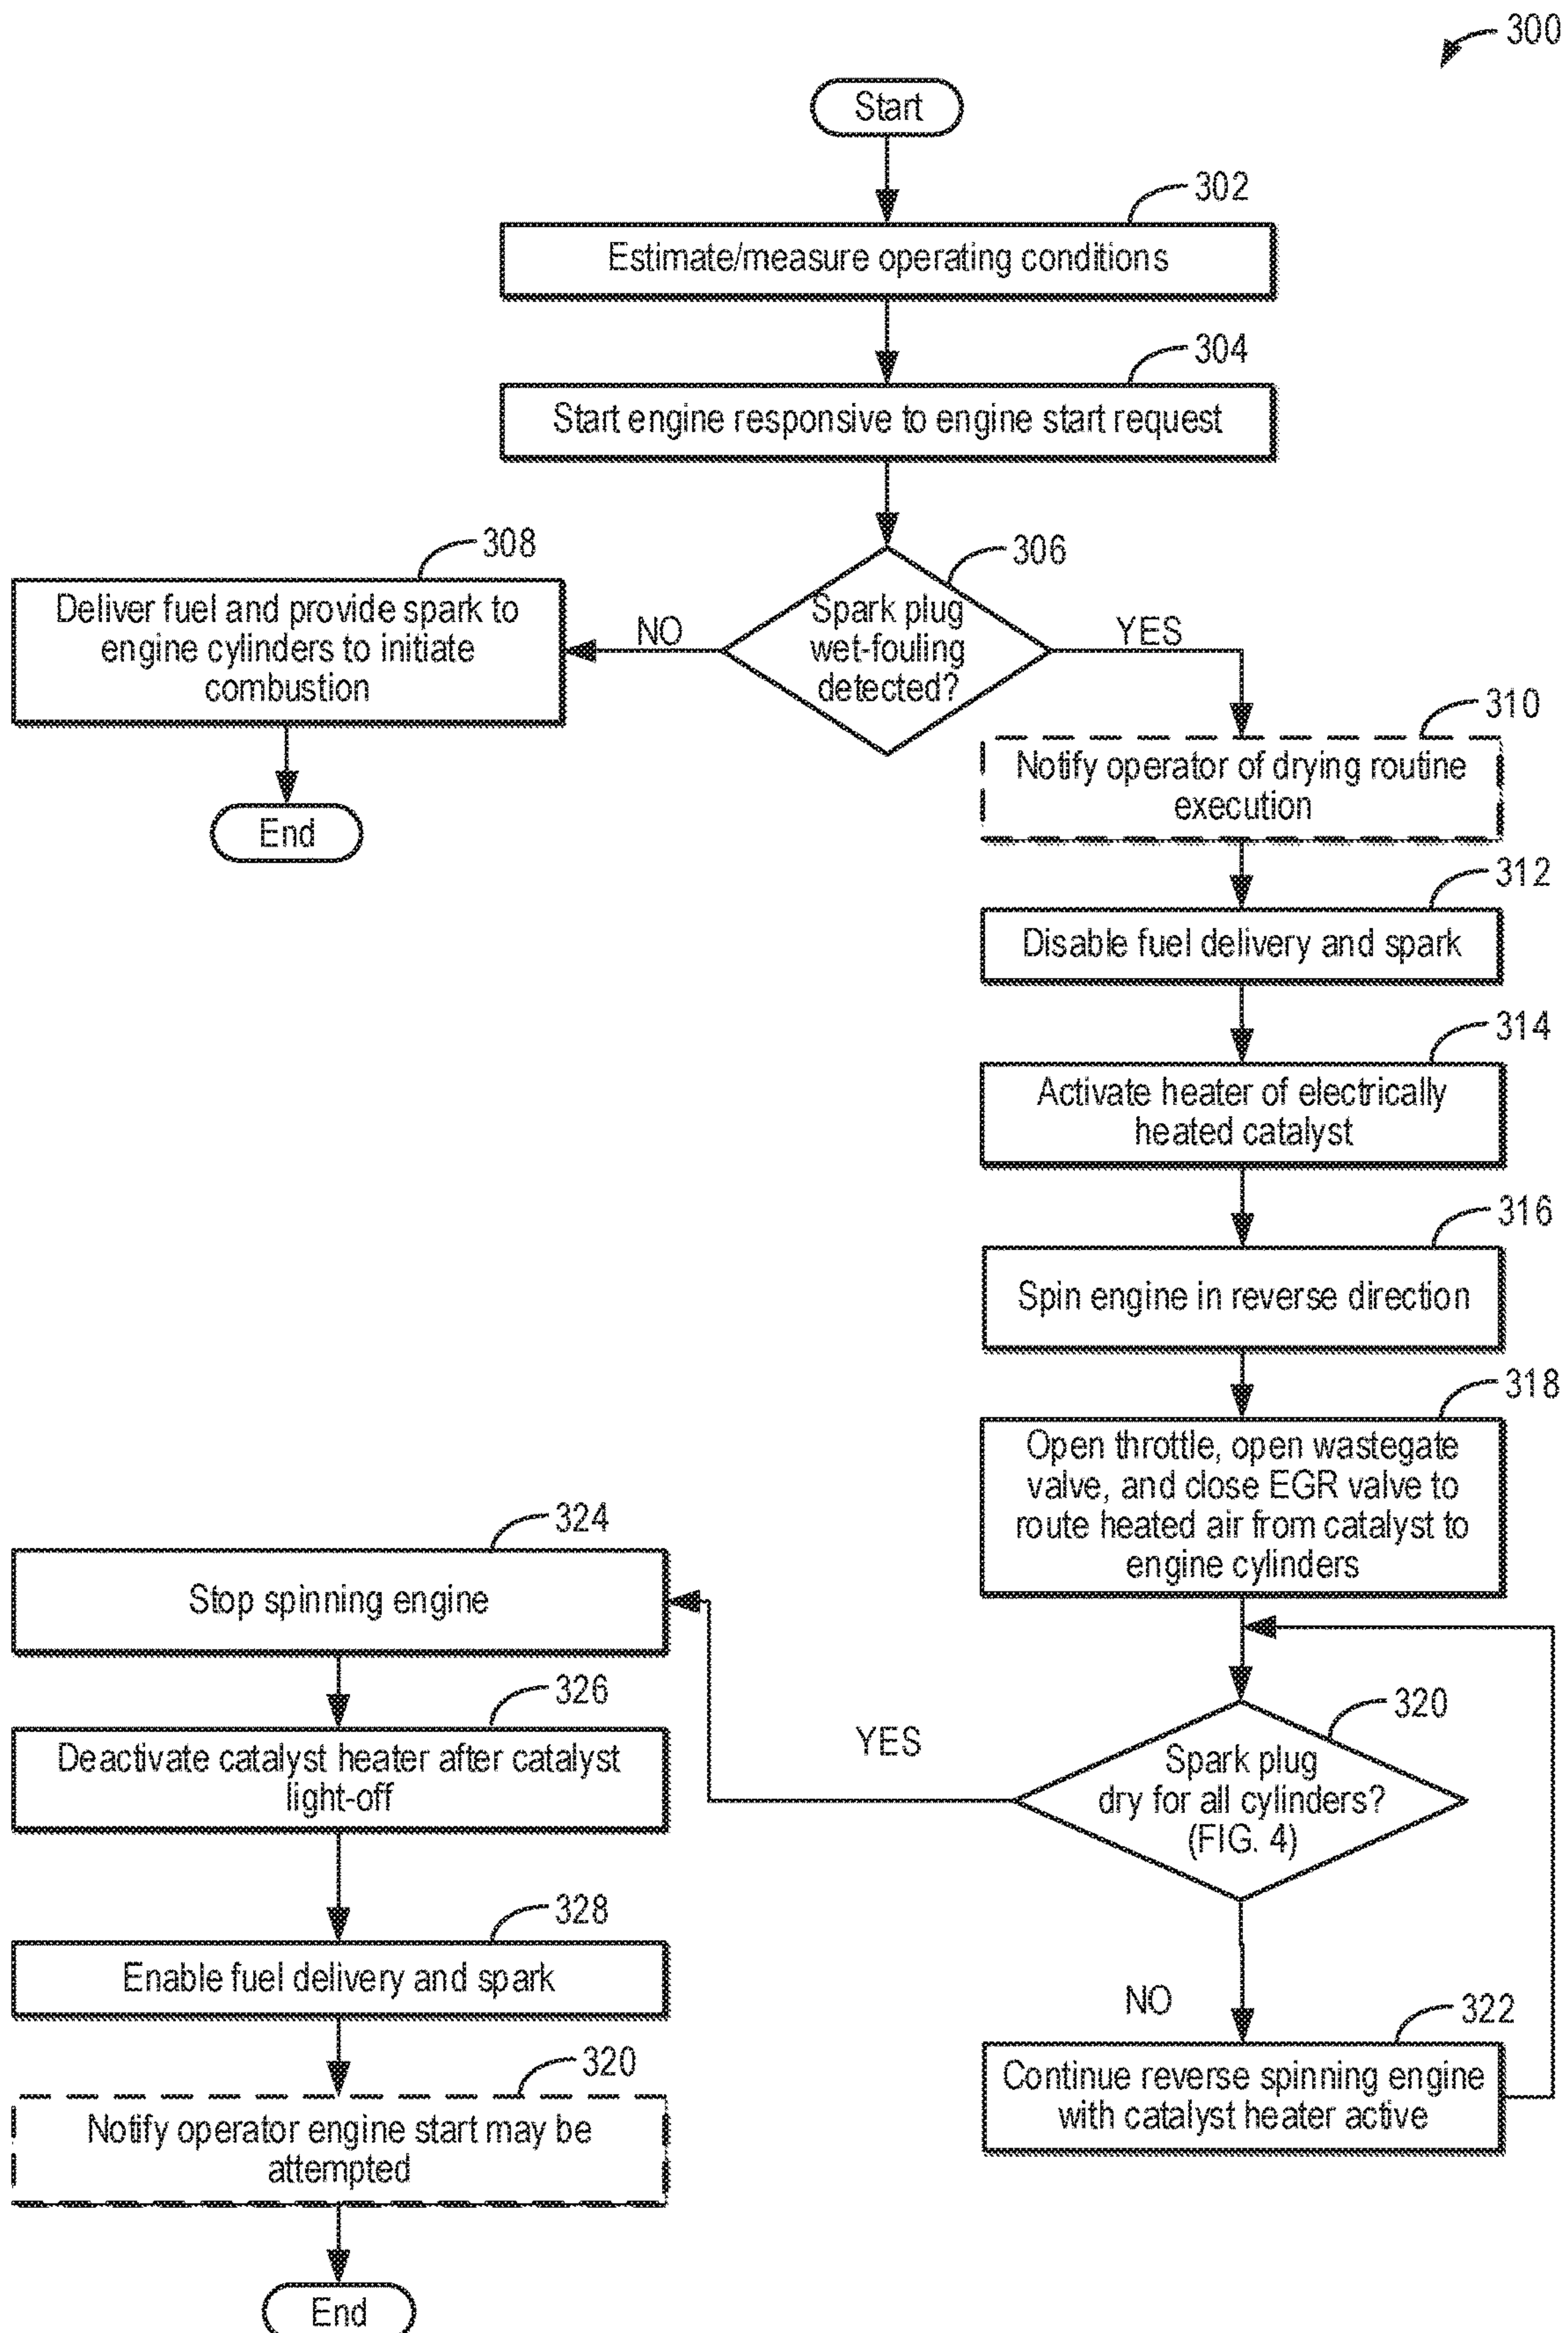 300
Start
302
Estimate/measure operating conditions
304
Start engine responsive to engine start request
306
Spark plug
wet-fouling
detected?
NO
YES
308
Deliver fuel and provide spark to
engine cylinders to initiate
combustion
End
310
Notify operator of drying routine
execution
312
Disable fuel delivery and spark
314
Activate heater of electrically
heated catalyst
316
Spin engine in reverse direction
318
Open throttle, open wastegate
valve, and close EGR valve to
route heated air from catalyst to
engine cylinders
320
Spark plug
dry for all cylinders?
(FIG. 4)
YES
NO
322
Continue reverse spinning engine
with catalyst heater active
324
Stop spinning engine
326
Deactivate catalyst heater after catalyst
light-off
328
Enable fuel delivery and spark
320
Notify operator engine start may be
attempted
End